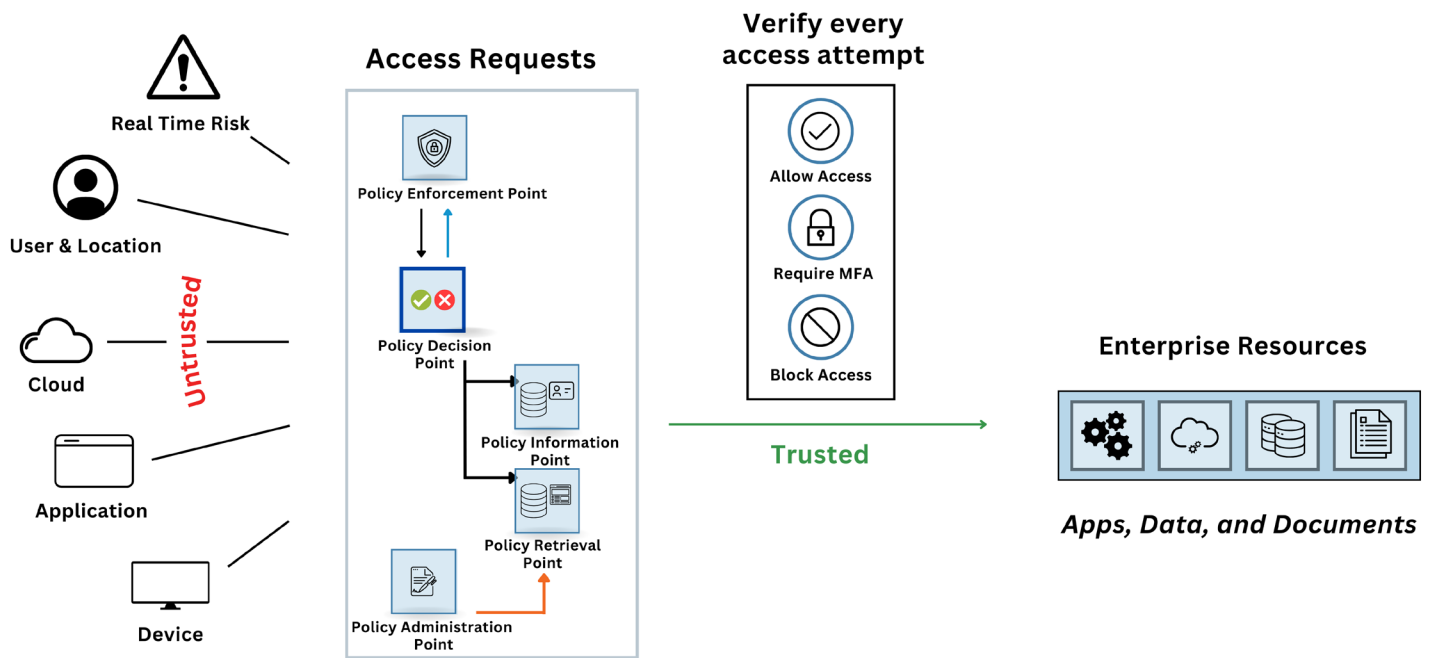 Real Time Risk
User & Location
Untrusted
Cloud
Application
Device
Access Requests
Policy Enforcement Point
Policy Decision
Point
Policy Information
Point
Policy Retrieval
Point
Policy Administration
Point
Verify every
access attempt
Allow Access
Require MFA
Block Access
Trusted
Enterprise Resources
Apps, Data, and Documents